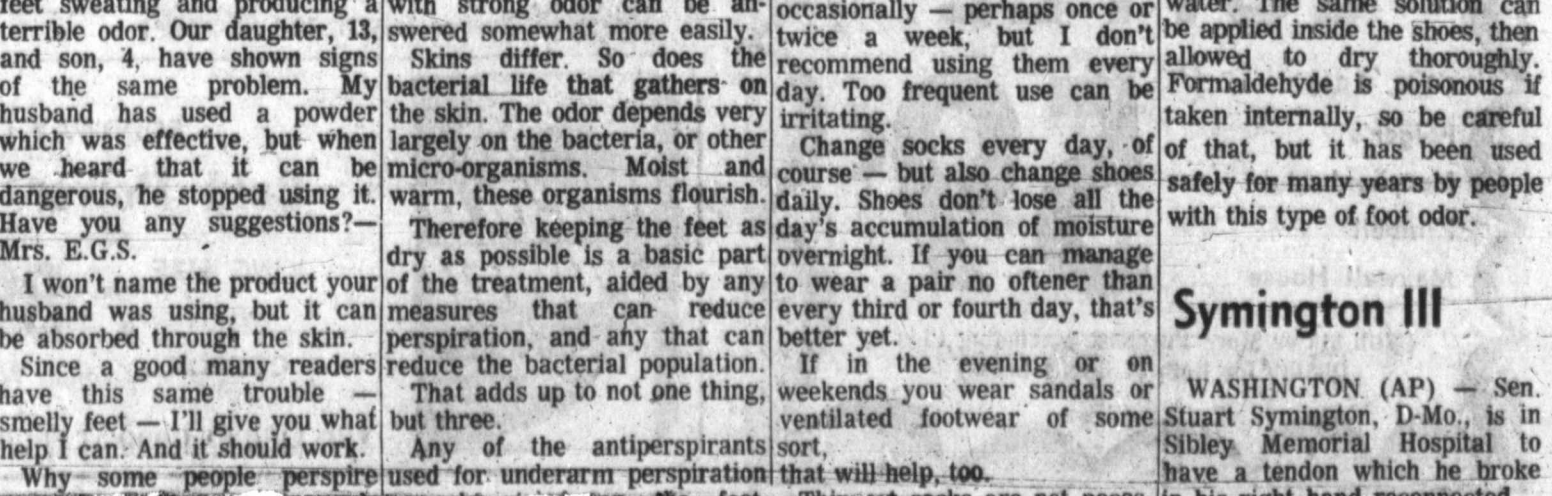 feet sweating and producing a
terrible odor. Our daughter, 13,
and son, 4, have shown signs
of the same problem. My
husband has used a powder
which was effective, but when
we heard that it can be
dangerous, he stopped using it.
Have you any suggestions?—
Mrs. E.G.S.
I won't name the product your
husband was using, but it can
be absorbed through the skin.
Since a good many readers
have this same trouble —
smelly feet — I'll give you what
help I can. And it should work.
Why some people perspire
with strong odor can be an-
swered somewhat more easily.
Skins differ. So does the
bacterial life that gathers on
the skin. The odor depends very
largely on the bacteria, or other
micro-organisms. Moist and
warm, these organisms flourish.
Therefore keeping the feet as
dry as possible is a basic part
of the treatment, aided by any
measures that can reduce
perspiration, and any that can
reduce the bacterial population.
That adds up to not one thing,
but three.
Any of the antiperspirants
used for underarm perspiration
occasionally — perhaps once or
twice a week, but I don't
recommend using them every
day. Too frequent use can be
irritating.
Change socks every day, of
course — but also change shoes
daily. Shoes don't lose all the
day's accumulation of moisture
overnight. If you can manage
to wear a pair no oftener than
every third or fourth day, that's
better yet.
If in the evening or on
weekends you wear sandals or
ventilated footwear of some
sort,
that will help, too.
water. The same solution can
be applied inside the shoes, then
allowed to dry thoroughly.
Formaldehyde is poisonous if
taken internally, so be careful
of that, but it has been used
safely for many years by people
with this type of foot odor.
Symington III
WASHINGTON (AP) — Sen.
Stuart Symington, D-Mo., is in
Sibley Memorial Hospital to
have a tendon which he broke
in his right hand reconnected